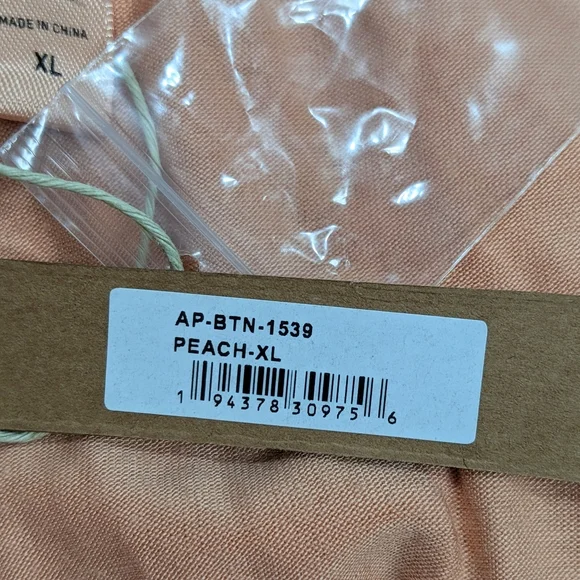 MADE IN CHINA
XL
AP-BTN-1539
PEACH-XL
1 94378 30975 6